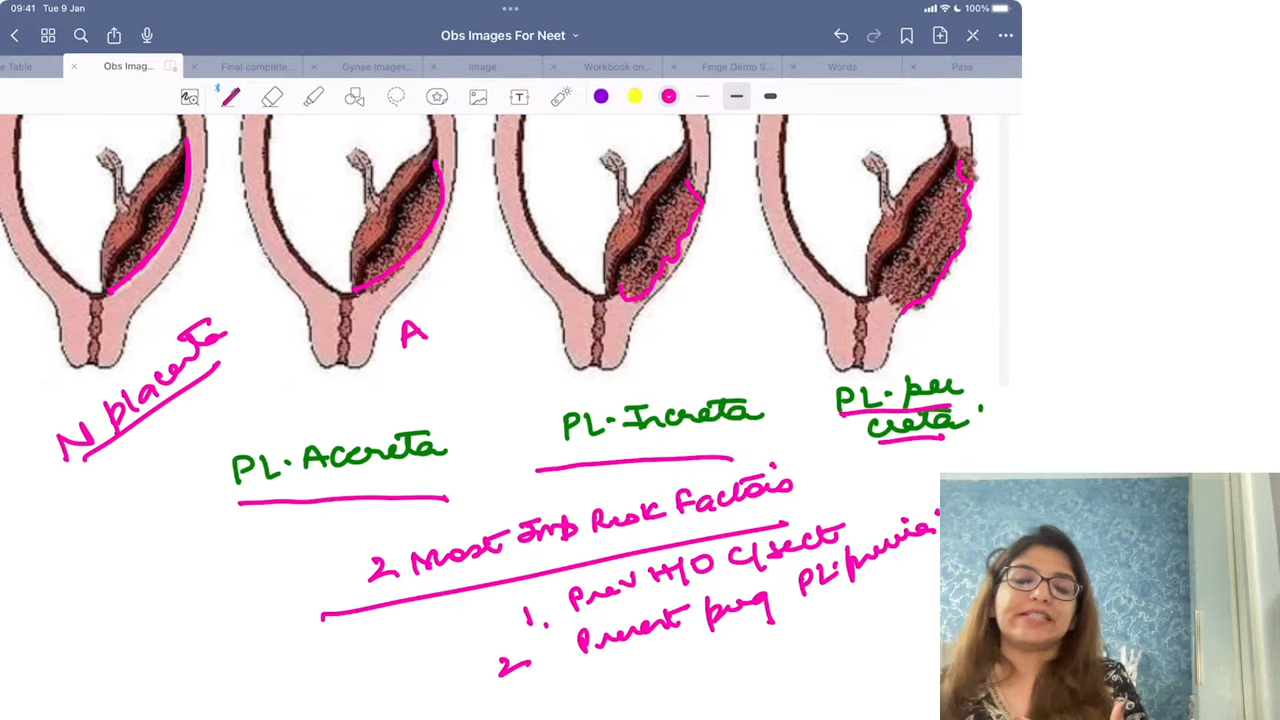 09:41 Tue 9 Jan
100%
Obs Images For Neet
e Table
Obs Imag...
Final complete...
Gynae Images...
Image
Workbook on...
Fmge Demo S...
Words
Pass
T
A
N placenta
PL. Accreta
PL. Increta
PL. per
creta
2 Most Imp Risk Factors
1. Prev H/O C/sect
2 Present preg PL. previa